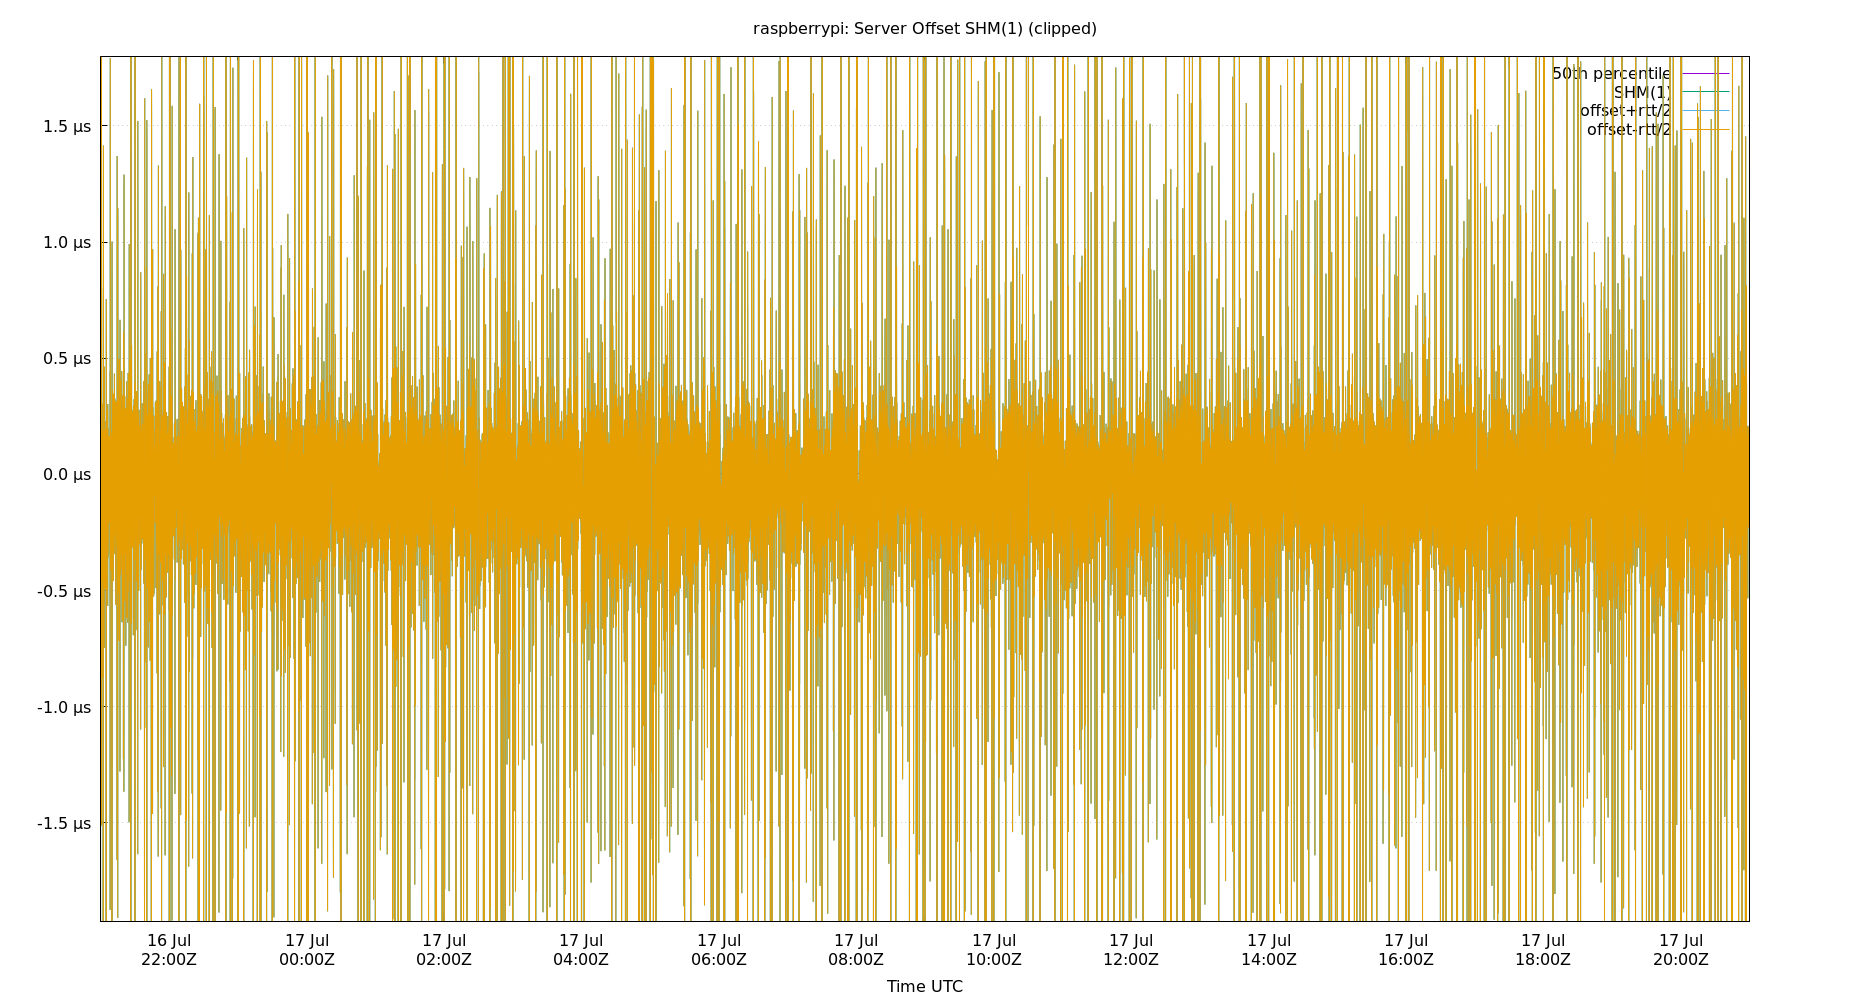 raspberrypi: Server Offset SHM(1) (clipped)
50th percentile
SHM(1)
offset+rtt/2
offset-rtt/2
1.5 µs
1.0 µs
0.5 µs
0.0 µs
-0.5 µs
-1.0 µs
-1.5 µs
16 Jul 17 Jul 17 Jul 17 Jul 17 Jul 17 Jul 17 Jul 17 Jul 17 Jul 17 Jul 17 Jul 17 Jul
22:00Z 00:00Z 02:00Z 04:00Z 06:00Z 08:00Z 10:00Z 12:00Z 14:00Z 16:00Z 18:00Z 20:00Z
Time UTC